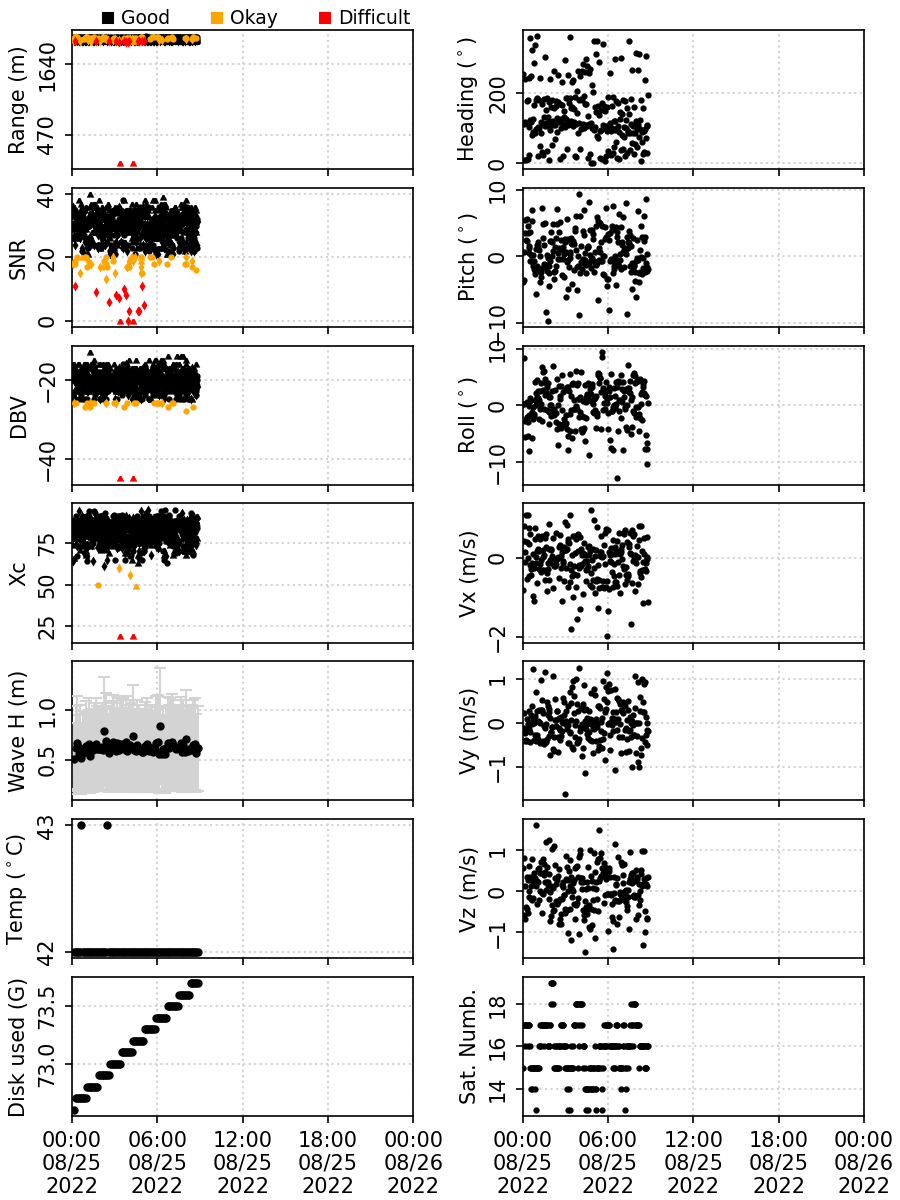 Good Okay Difficult
Range (m)
1640
470
Heading (°)
200
0
SNR
40
20
0
Pitch (°)
10
0
−10
DBV
−20
−40
Roll (°)
10
0
−10
Xc
75
50
25
Vx (m/s)
0
−2
Wave H (m)
1.0
0.5
Vy (m/s)
1
0
−1
Temp (°C)
43
42
Vz (m/s)
1
0
−1
Disk used (G)
73.5
73.0
Sat. Numb.
18
16
14
00:00 06:00 12:00 18:00 00:00
08/25 08/25 08/25 08/25 08/26
2022 2022 2022 2022 2022
00:00 06:00 12:00 18:00 00:00
08/25 08/25 08/25 08/25 08/26
2022 2022 2022 2022 2022